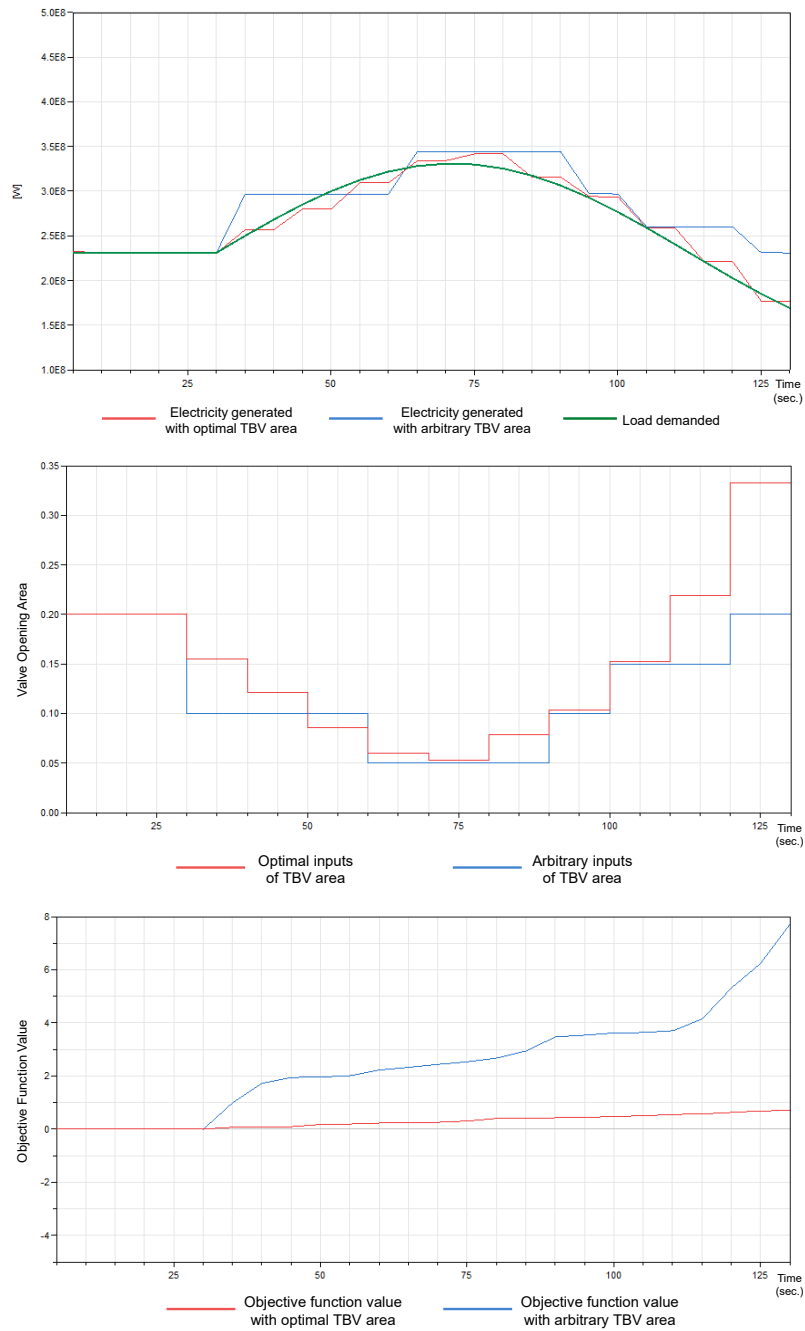 5.0E8
4.5E8
4.0E8
3.5E8
3.0E8
2.5E8
2.0E8
1.5E8
1.0E8
[W]
25
50
75
100
125
Time
(sec.)
Electricity generated
with optimal TBV area
Electricity generated
with arbitrary TBV area
Load demanded
0.35
0.30
0.25
0.20
0.15
0.10
0.05
0.00
Valve Opening Area
25
50
75
100
125
Time
(sec.)
Optimal inputs
of TBV area
Arbitrary inputs
of TBV area
8
6
4
2
0
-2
-4
Objective Function Value
25
50
75
100
125
Time
(sec.)
Objective function value
with optimal TBV area
Objective function value
with arbitrary TBV area